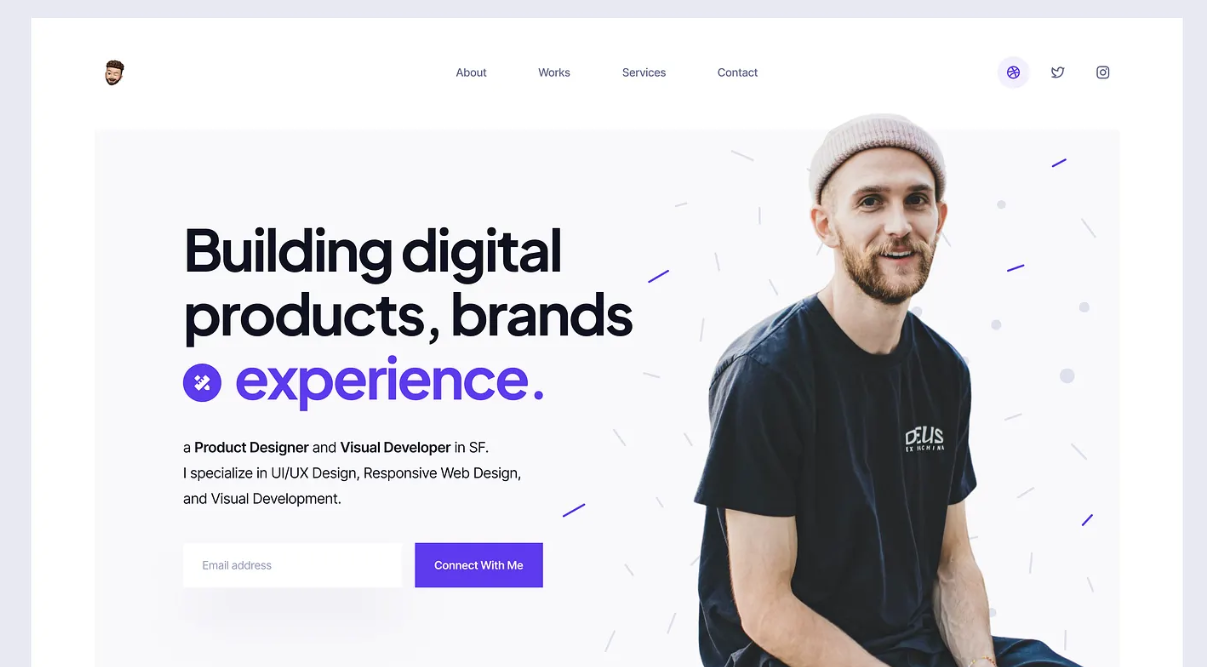 About
Works
Services
Contact
Building digital
products, brands
experience.
a Product Designer and Visual Developer in SF.
I specialize in UI/UX Design, Responsive Web Design,
and Visual Development.
Email address
Connect With Me
DEUS
EX MACHINA